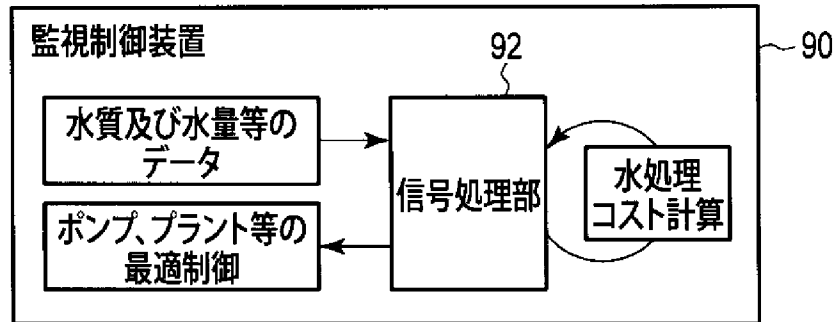 監視制御装置
92
90
水質及び水量等の
データ
信号処理部
水処理
コスト計算
ポンプ、プラント等の
最適制御